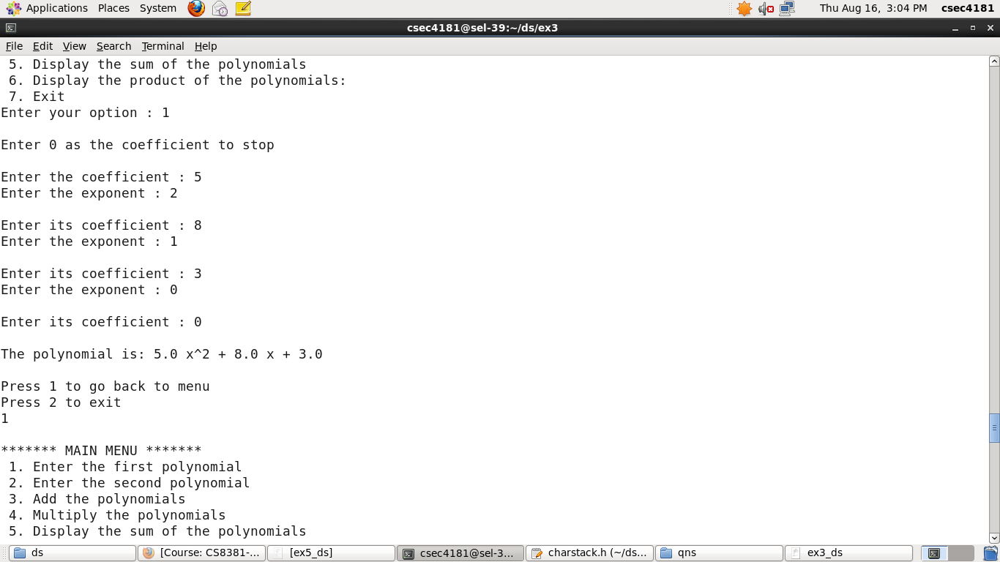 Applications Places System Thu Aug 16, 3:04 PM csec4181
csec4181@sel-39:~/ds/ex3
File Edit View Search Terminal Help
5. Display the sum of the polynomials
6. Display the product of the polynomials:
7. Exit
Enter your option : 1
Enter 0 as the coefficient to stop
Enter the coefficient : 5
Enter the exponent : 2
Enter its coefficient : 8
Enter the exponent : 1
Enter its coefficient : 3
Enter the exponent : 0
Enter its coefficient : 0
The polynomial is: 5.0 x^2 + 8.0 x + 3.0
Press 1 to go back to menu
Press 2 to exit
1
******* MAIN MENU *******
1. Enter the first polynomial
2. Enter the second polynomial
3. Add the polynomials
4. Multiply the polynomials
5. Display the sum of the polynomials
ds [Course: CS8381-... [ex5_ds] csec4181@sel-3... charstack.h (~/ds... qns ex3_ds